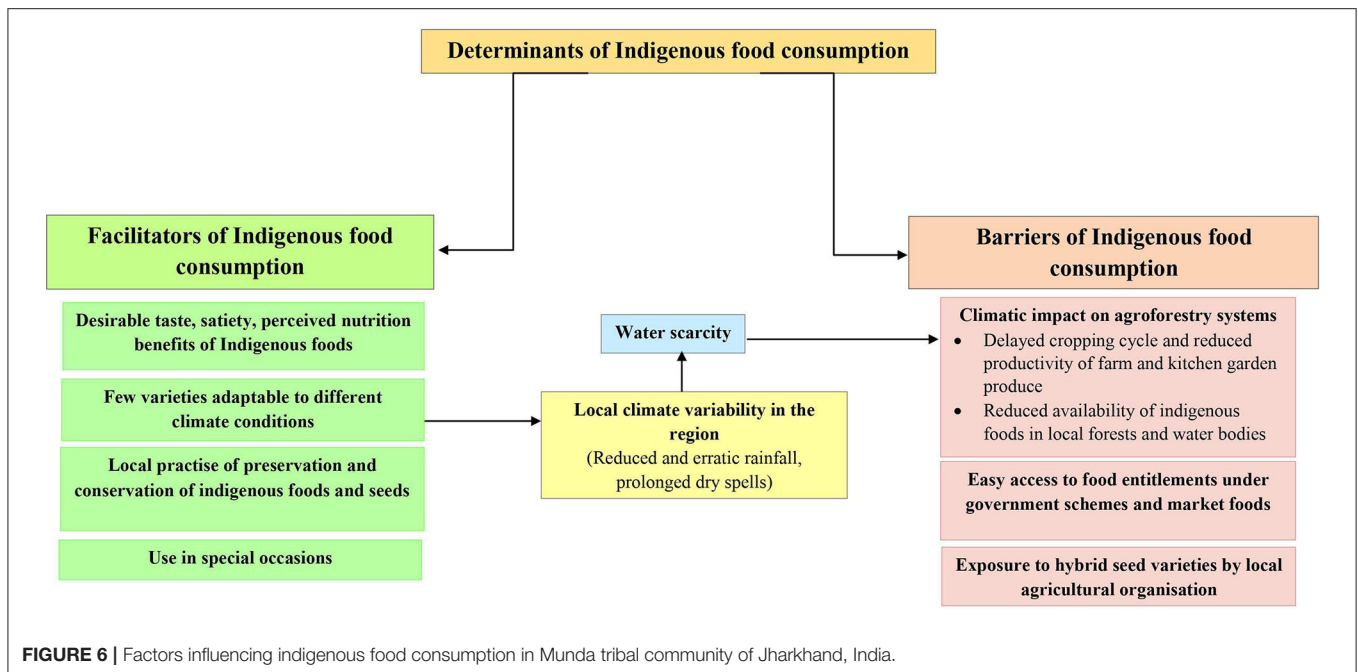 Determinants of Indigenous food consumption
Facilitators of Indigenous food
consumption
Desirable taste, satiety, perceived nutrition
benefits of Indigenous foods
Few varieties adaptable to different
climate conditions
Local practise of preservation and
conservation of indigenous foods and seeds
Use in special occasions
Water scarcity
Local climate variability in the
region
(Reduced and erratic rainfall,
prolonged dry spells)
Barriers of Indigenous food
consumption
Climatic impact on agroforestry systems
• Delayed cropping cycle and reduced
productivity of farm and kitchen garden
produce
• Reduced availability of indigenous
foods in local forests and water bodies
Easy access to food entitlements under
government schemes and market foods
Exposure to hybrid seed varieties by local
agricultural organisation
FIGURE 6 | Factors influencing indigenous food consumption in Munda tribal community of Jharkhand, India.